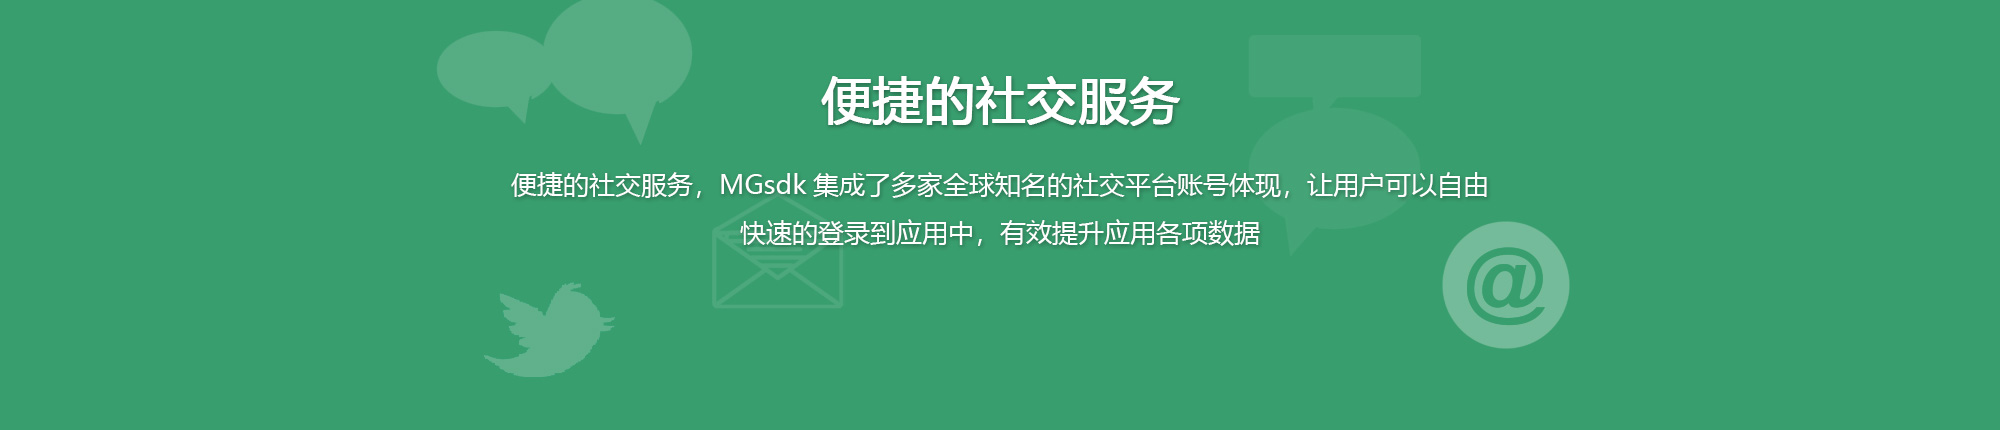 便捷的社交服务
便捷的社交服务，MGsdk 集成了多家全球知名的社交平台账号体现，让用户可以自由
快速的登录到应用中，有效提升应用各项数据
@